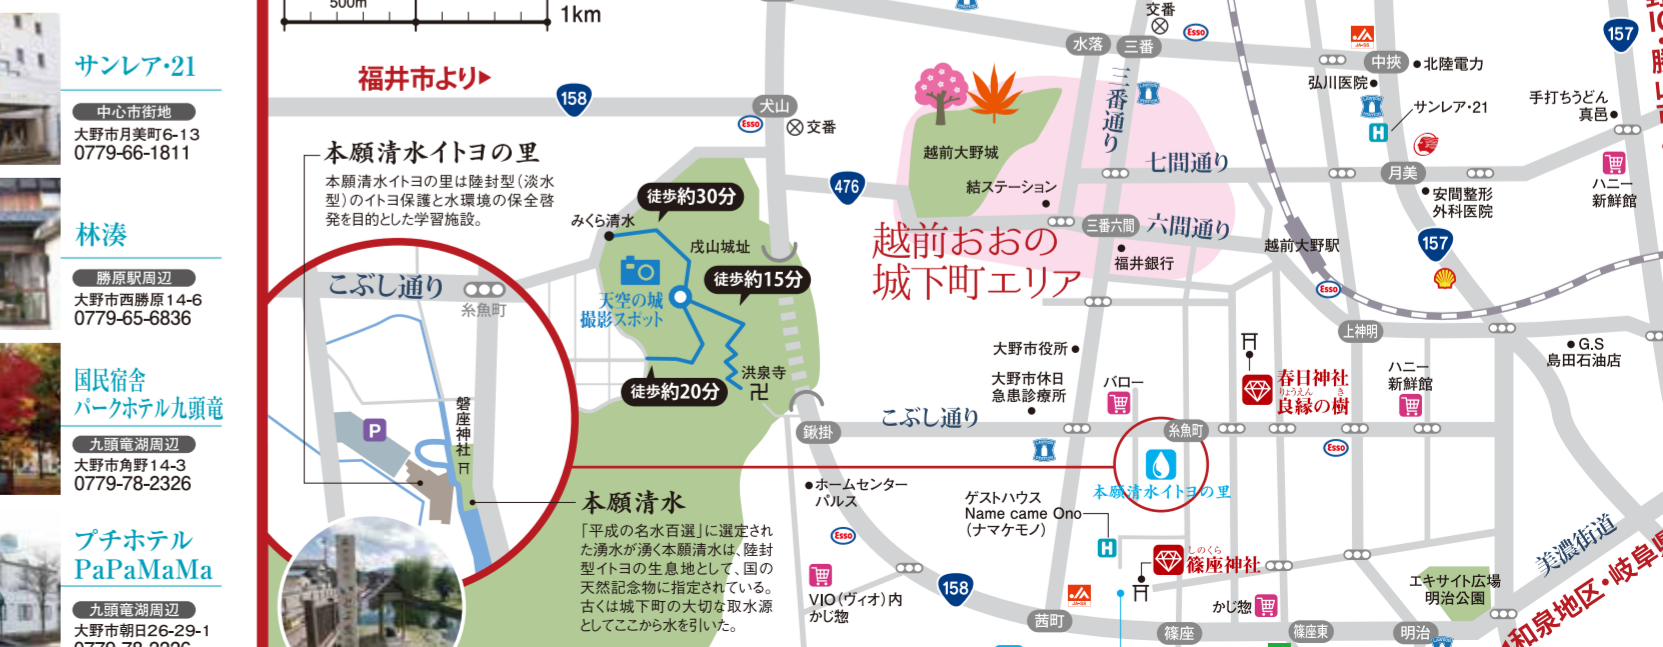 サンレア・21
中心市街地
大野市月美町6-13
0779-66-1811
林湊
勝原駅周辺
大野市西勝原14-6
0779-65-6836
国民宿舎
パークホテル九頭竜
九頭竜湖周辺
大野市角野14-3
0779-78-2326
プチホテル
PaPaMaMa
九頭竜湖周辺
大野市朝日26-29-1
500m
1km
福井市より
158
犬山
Esso
交番
本願清水イトヨの里
本願清水イトヨの里は陸封型(淡水
型)のイトヨ保護と水環境の保全啓
発を目的とした学習施設。
みくら清水
徒歩約30分
戌山城址
徒歩約15分
天空の城
撮影スポット
洪泉寺
徒歩約20分
こぶし通り
糸魚町
P
磐座神社
本願清水
「平成の名水百選」に選定され
た湧水が湧く本願清水は、陸封
型イトヨの生息地として、国の
天然記念物に指定されている。
古くは城下町の大切な取水源
としてここから水を引いた。
476
越前おおの
城下町エリア
越前大野城
結ステーション
水落
三番
交番
Esso
三番通り
七間通り
三番六間
六間通り
福井銀行
越前大野駅
JA-SS
中挾
北陸電力
弘川医院
サンレア・21
H
月美
安間整形
外科医院
157
手打ちうどん
真邑
ハニー
新鮮館
157
Esso
上神明
G.S
島田石油店
大野市役所
大野市休日
急患診療所
バロー
春日神社
りょうえん き
良縁の樹
ハニー
新鮮館
鍬掛
こぶし通り
糸魚町
Esso
本願清水イトヨの里
ホームセンター
パルス
Esso
ゲストハウス
Name came Ono
(ナマケモノ)
H
しのくら
篠座神社
VIO(ヴィオ)内
かじ惣
158
JA-SS
茜町
篠座
かじ惣
篠座東
明治
エキサイト広場
明治公園
美濃街道
和泉地区・岐阜県